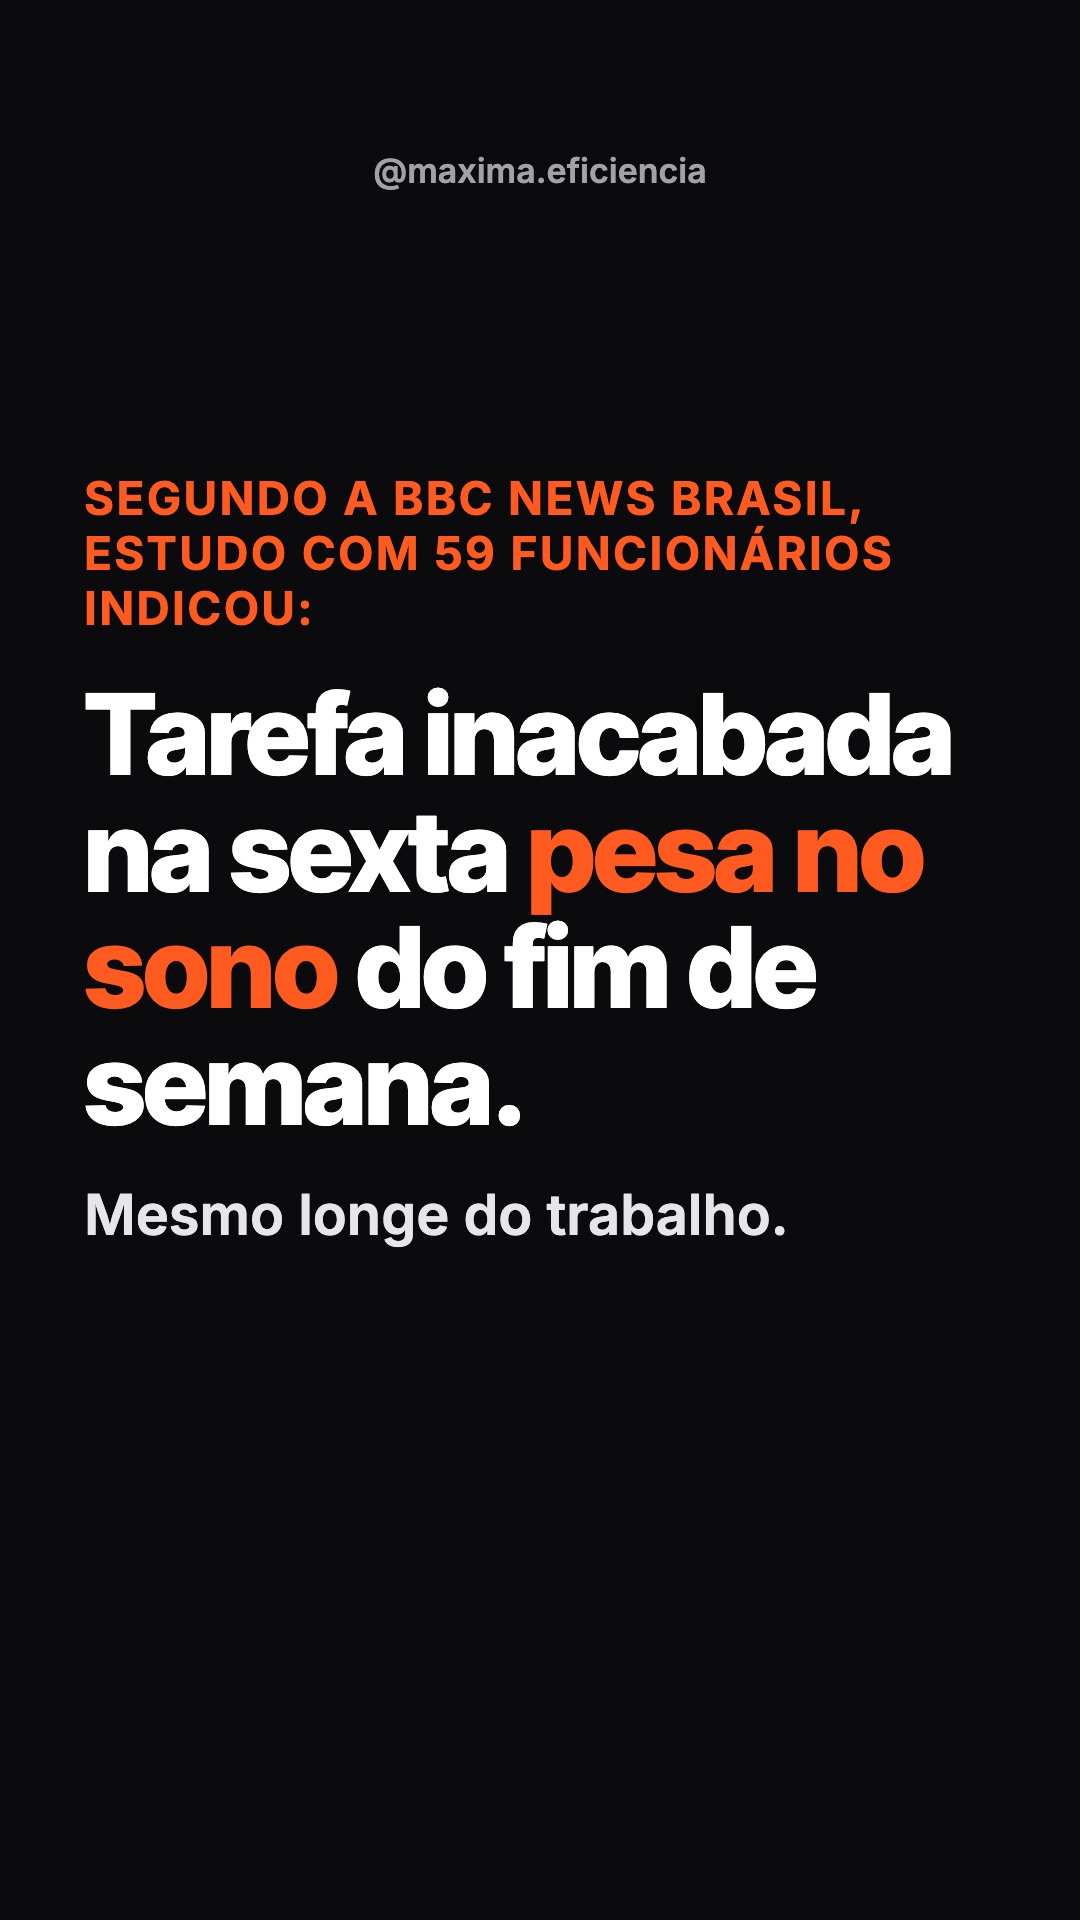 @maxima.eficiencia
SEGUNDO A BBC NEWS BRASIL,
ESTUDO COM 59 FUNCIONÁRIOS
INDICOU:
Tarefa inacabada
na sexta pesa no
sono do fim de
semana.
Mesmo longe do trabalho.